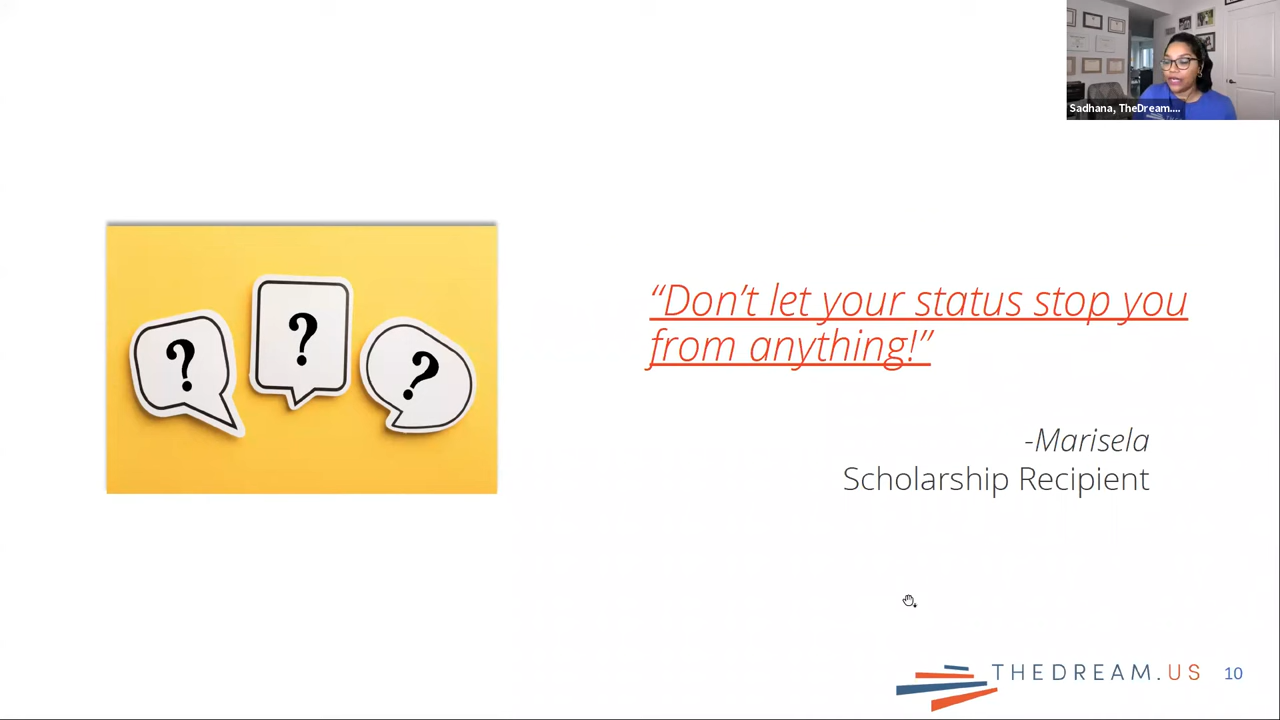 Sadhana, TheDream....
?
?
?
“Don’t let your status stop you
from anything!”
-Marisela
Scholarship Recipient
THEDREAM.US
10